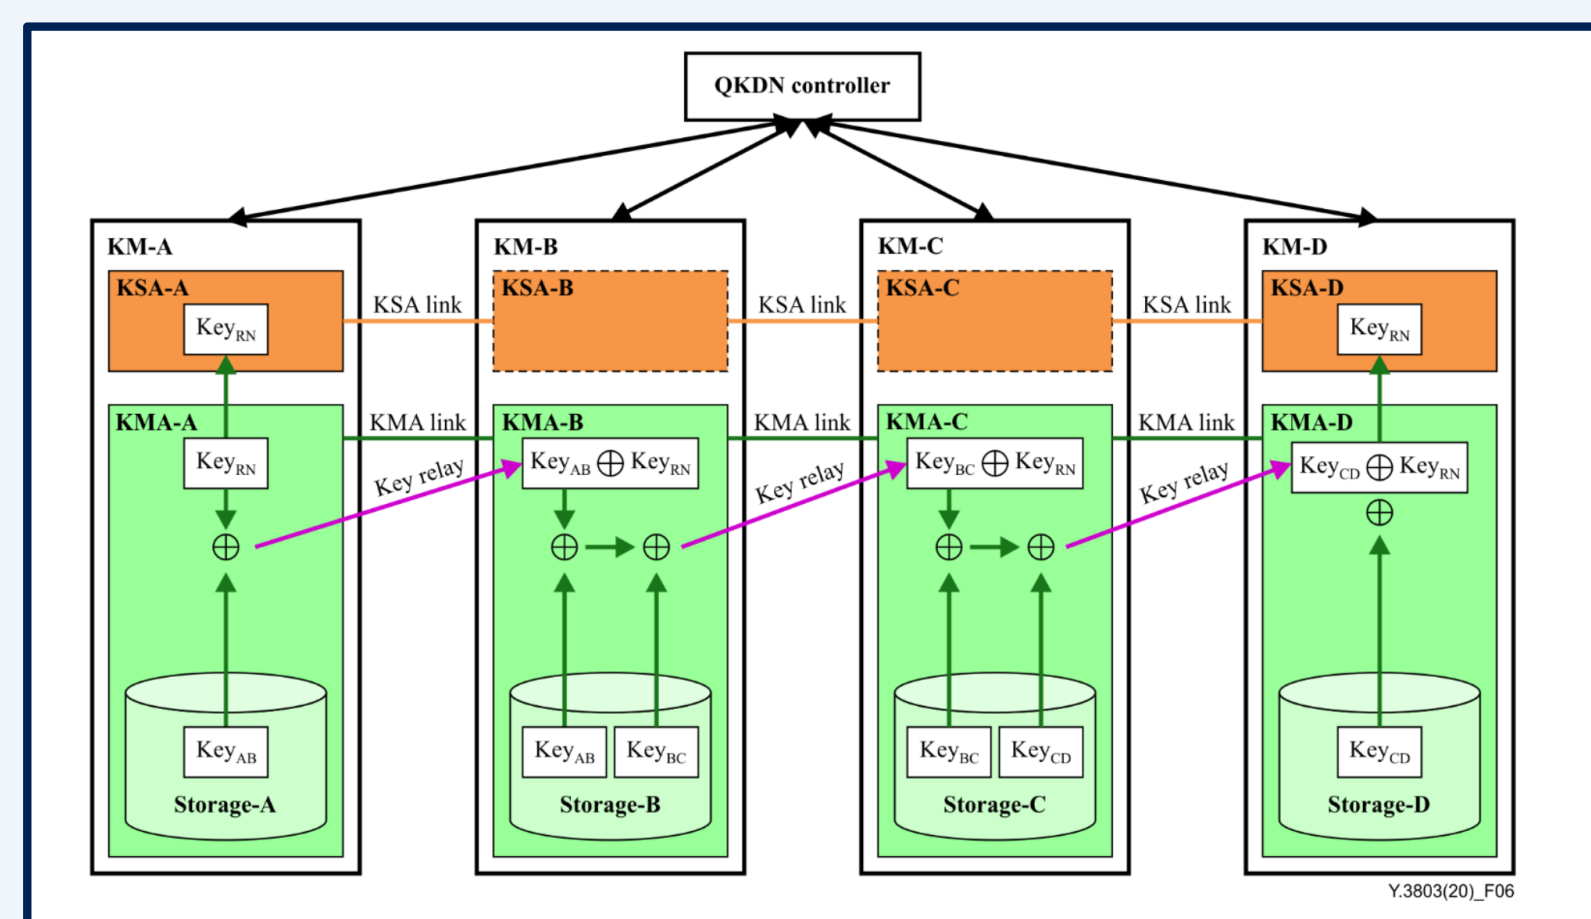 QKDN controller
KM-A
KM-B
KM-C
KM-D
KSA-A
KSA link
KSA-B
KSA link
KSA-C
KSA link
KSA-D
KeyRN
KeyRN
KMA-A
KMA link
KMA-B
KMA link
KMA-C
KMA link
KMA-D
KeyRN
Key relay
KeyAB ⊕ KeyRN
Key relay
KeyBC ⊕ KeyRN
Key relay
KeyCD ⊕ KeyRN
⊕
⊕
⊕
⊕
⊕
⊕
KeyAB
KeyAB
KeyBC
KeyBC
KeyCD
KeyCD
Storage-A
Storage-B
Storage-C
Storage-D
Y.3803(20)_F06